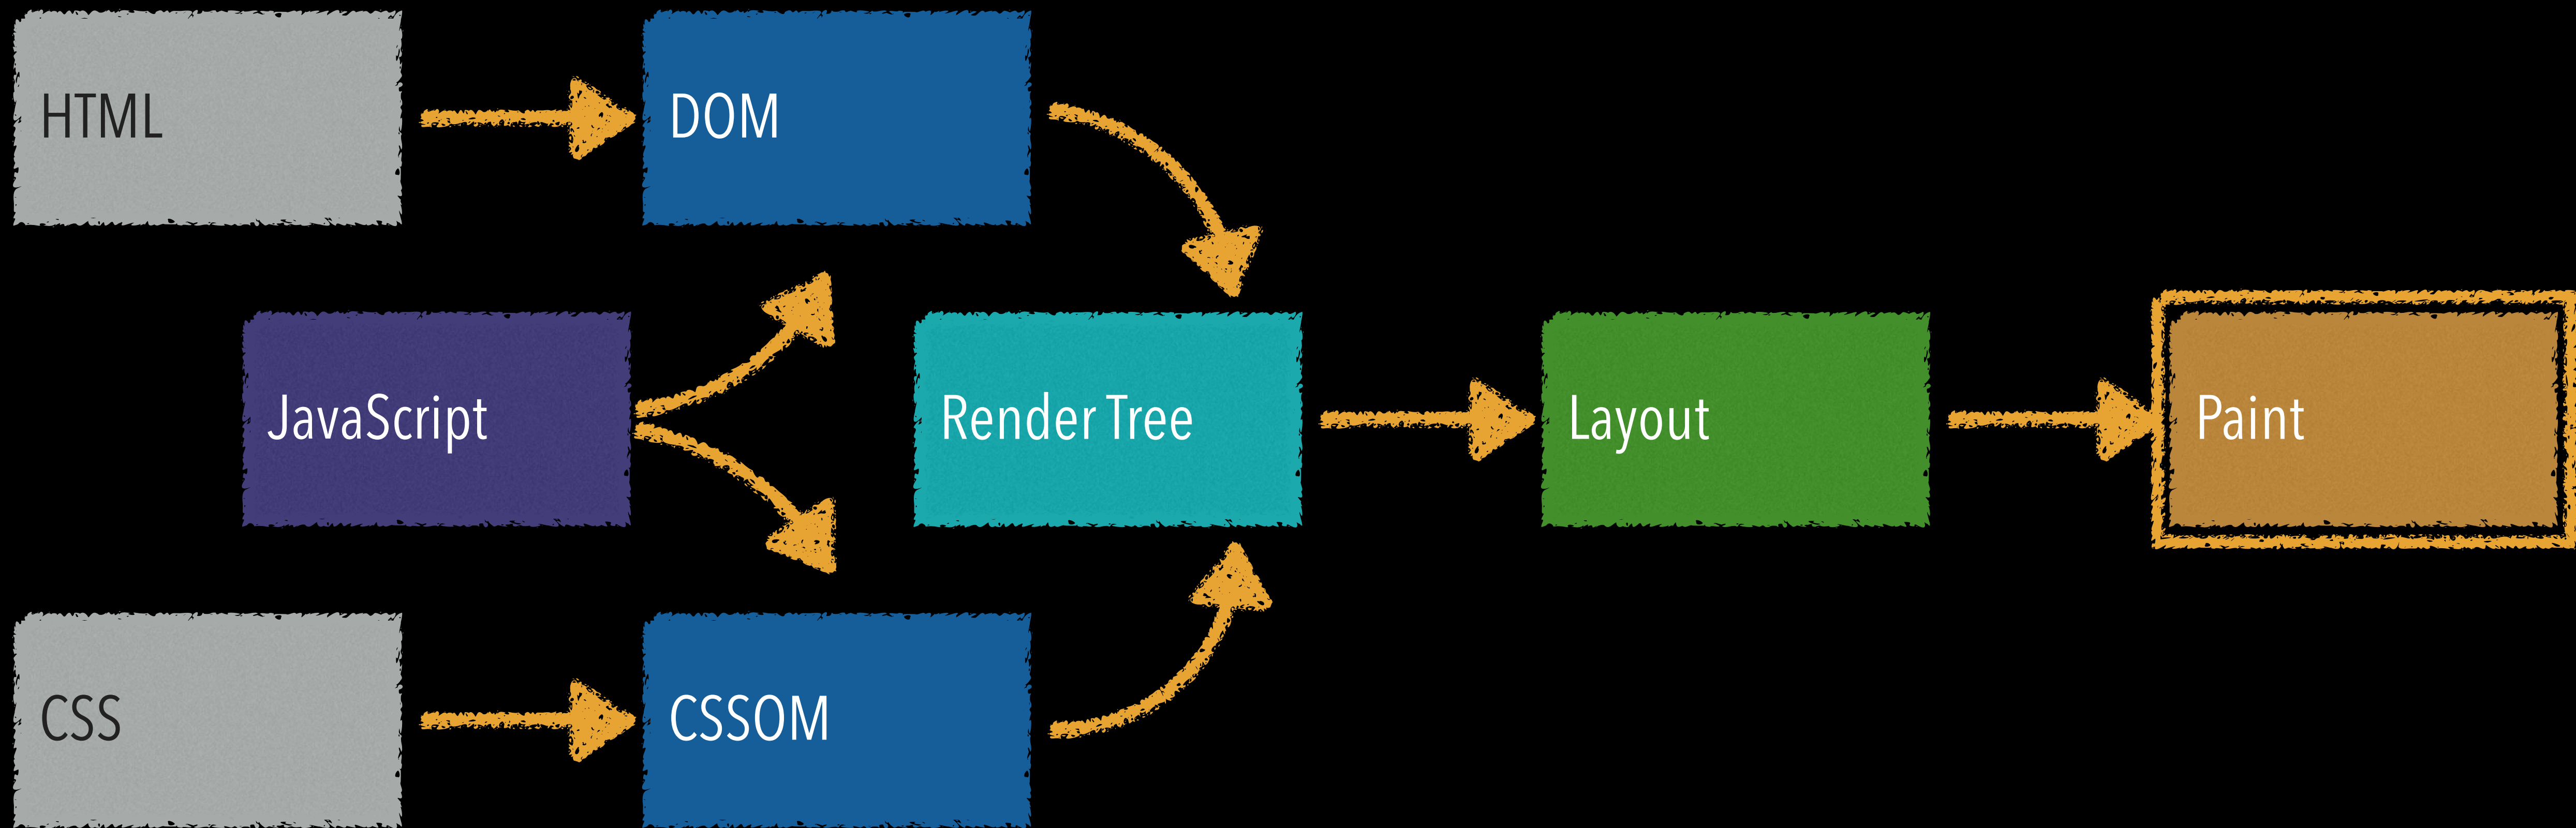 HTML
DOM
JavaScript
Render Tree
Layout
Paint
CSS
CSSOM